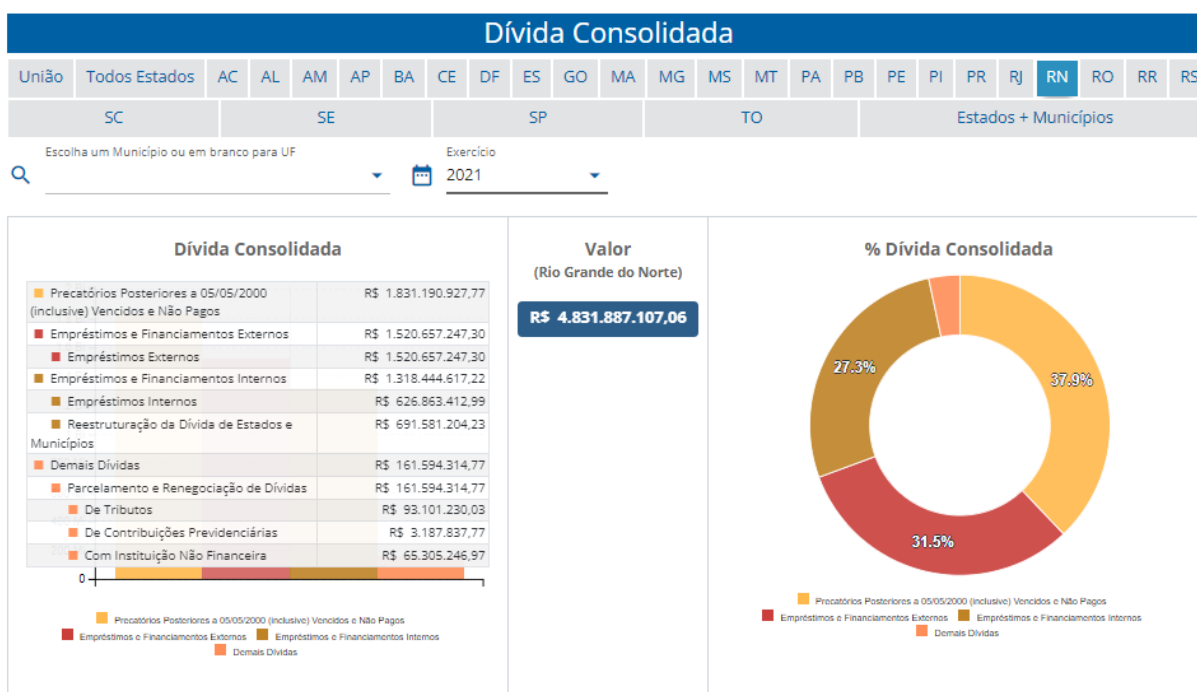 Dívida Consolidada
União Todos Estados AC AL AM AP BA CE DF ES GO MA MG MS MT PA PB PE PI PR RJ RN RO RR RS
SC SE SP TO Estados + Municípios
Escolha um Município ou em branco para UF
Exercício
2021
Dívida Consolidada
Precatórios Posteriores a 05/05/2000 R$ 1.831.190.927,77
(inclusive) Vencidos e Não Pagos
Empréstimos e Financiamentos Externos R$ 1.520.657.247,30
Empréstimos Externos R$ 1.520.657.247,30
Empréstimos e Financiamentos Internos R$ 1.318.444.617,22
Empréstimos Internos R$ 626.863.412,99
Reestruturação da Dívida de Estados e R$ 691.581.204,23
Municípios
Demais Dívidas R$ 161.594.314,77
Parcelamento e Renegociação de Dívidas R$ 161.594.314,77
De Tributos R$ 93.101.230,03
De Contribuições Previdenciárias R$ 3.187.837,77
Com Instituição Não Financeira R$ 65.305.246,97
0
Precatórios Posteriores a 05/05/2000 (inclusive) Vencidos e Não Pagos
Empréstimos e Financiamentos Externos Empréstimos e Financiamentos Internos
Demais Dívidas
Valor
(Rio Grande do Norte)
R$ 4.831.887.107,06
% Dívida Consolidada
27.3%
37.9%
31.5%
Precatórios Posteriores a 05/05/2000 (inclusive) Vencidos e Não Pagos
Empréstimos e Financiamentos Externos Empréstimos e Financiamentos Internos
Demais Dívidas